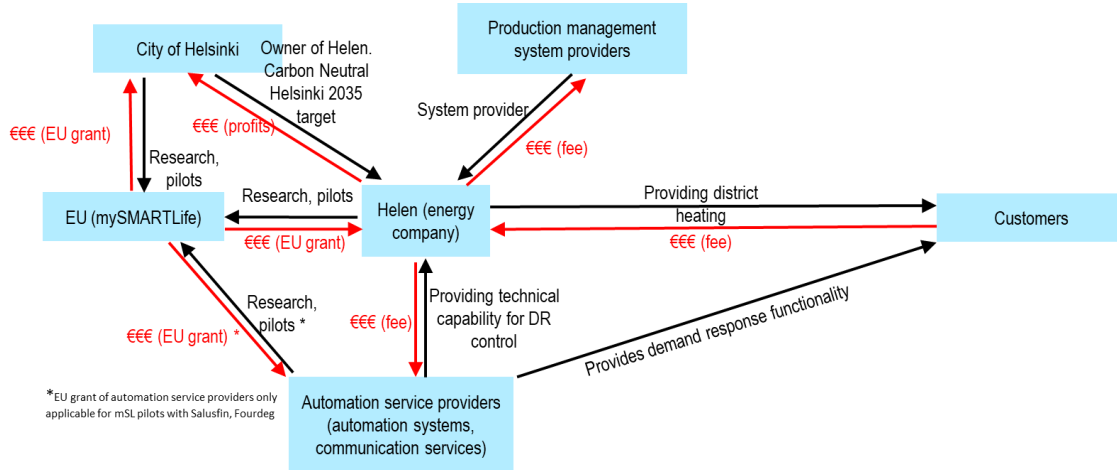 City of Helsinki
Owner of Helen.
Carbon Neutral
Helsinki 2035
target
Production management
system providers
System provider
€€€ (profits)
€€€ (EU grant)
€€€ (fee)
Research,
pilots
Research, pilots
Providing district
heating
EU (mySMARTLife)
Helen (energy
company)
Customers
€€€ (EU grant)
€€€ (fee)
Research,
pilots *
€€€ (EU grant) *
€€€ (fee)
Providing technical
capability for DR
control
Provides demand response functionality
*EU grant of automation service providers only
applicable for mSL pilots with Salusfin, Fourdeg
Automation service providers
(automation systems,
communication services)